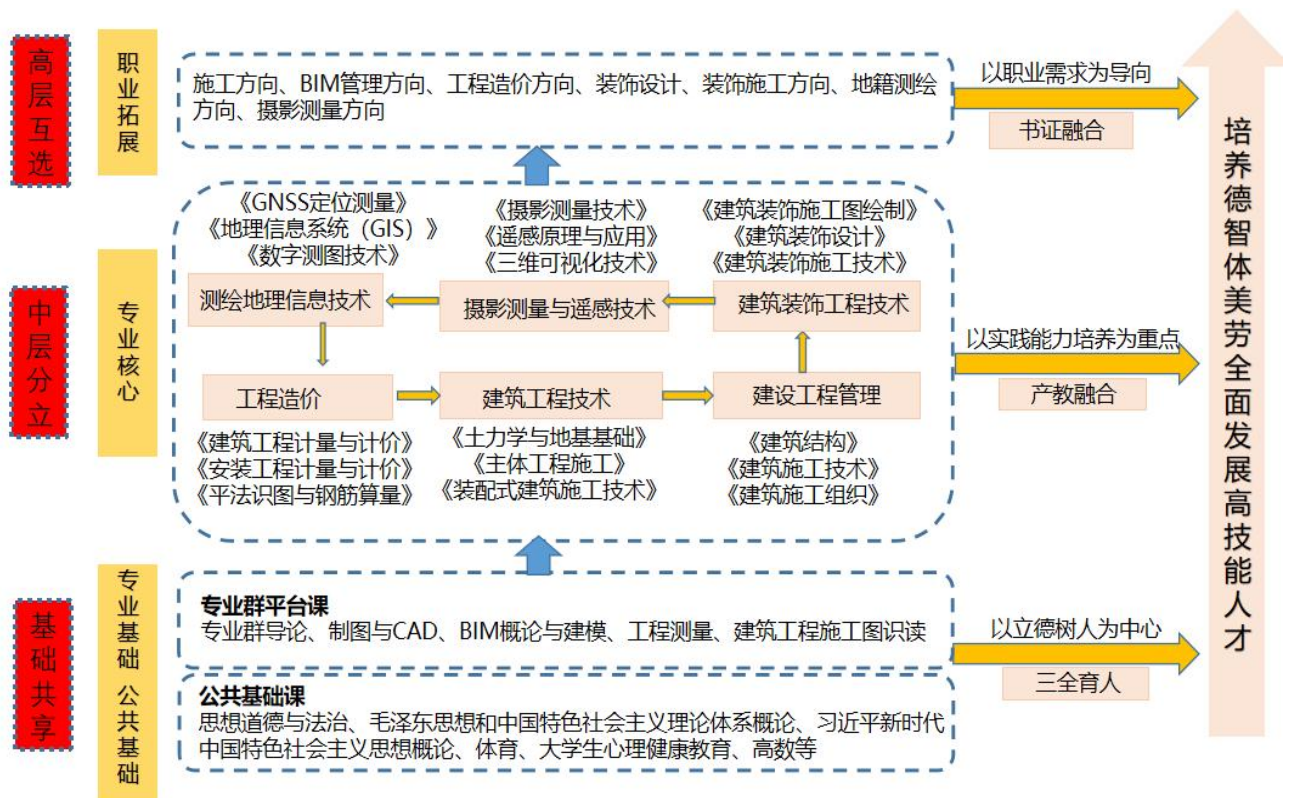 高层互选
职业拓展
施工方向、BIM管理方向、工程造价方向、装饰设计、装饰施工方向、地籍测绘
方向、摄影测量方向
以职业需求为导向
书证融合
中层分立
专业核心
《GNSS定位测量》
《地理信息系统（GIS）》
《数字测图技术》
测绘地理信息技术
《摄影测量技术》
《遥感原理与应用》
《三维可视化技术》
摄影测量与遥感技术
《建筑装饰施工图绘制》
《建筑装饰设计》
《建筑装饰施工技术》
建筑装饰工程技术
工程造价
《建筑工程计量与计价》
《安装工程计量与计价》
《平法识图与钢筋算量》
建筑工程技术
《土力学与地基基础》
《主体工程施工》
《装配式建筑施工技术》
建设工程管理
《建筑结构》
《建筑施工技术》
《建筑施工组织》
以实践能力培养为重点
产教融合
基础共享
专业基础
公共基础
专业群平台课
专业群导论、制图与CAD、BIM概论与建模、工程测量、建筑工程施工图识读
公共基础课
思想道德与法治、毛泽东思想和中国特色社会主义理论体系概论、习近平新时代
中国特色社会主义思想概论、体育、大学生心理健康教育、高数等
以立德树人为中心
三全育人
培养德智体美劳全面发展高技能人才